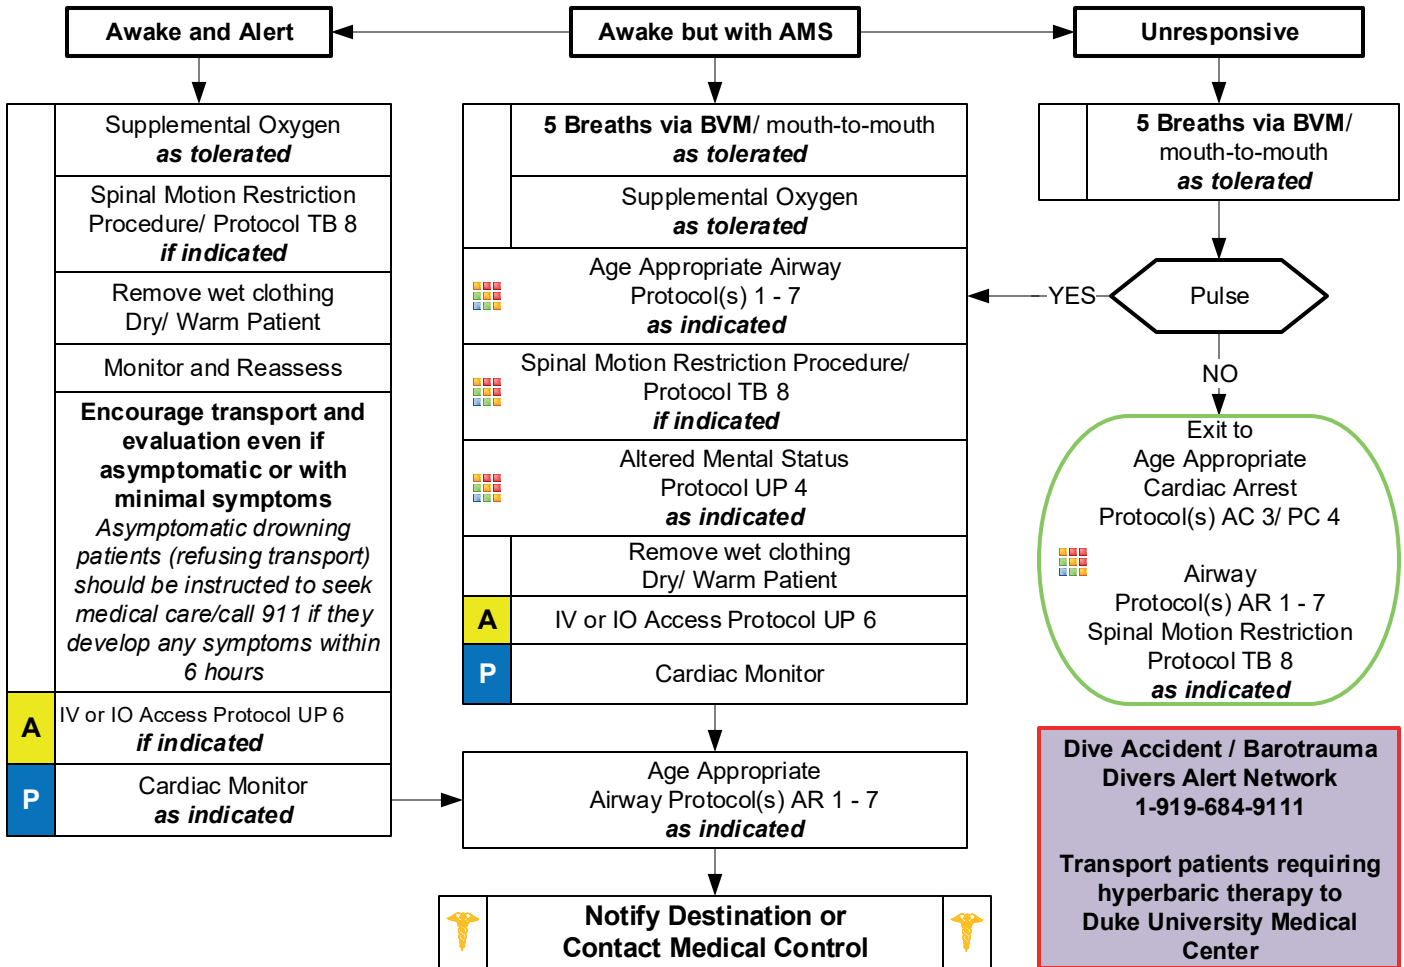 Awake and Alert
Awake but with AMS
Unresponsive
Supplemental Oxygen
as tolerated
Spinal Motion Restriction
Procedure/ Protocol TB 8
if indicated
Remove wet clothing
Dry/ Warm Patient
Monitor and Reassess
Encourage transport and
evaluation even if
asymptomatic or with
minimal symptoms
Asymptomatic drowning
patients (refusing transport)
should be instructed to seek
medical care/call 911 if they
develop any symptoms within
6 hours
A
IV or IO Access Protocol UP 6
if indicated
P
Cardiac Monitor
as indicated
5 Breaths via BVM/ mouth-to-mouth
as tolerated
Supplemental Oxygen
as tolerated
Age Appropriate Airway
Protocol(s) 1 - 7
as indicated
Spinal Motion Restriction Procedure/
Protocol TB 8
if indicated
Altered Mental Status
Protocol UP 4
as indicated
Remove wet clothing
Dry/ Warm Patient
A
IV or IO Access Protocol UP 6
P
Cardiac Monitor
Age Appropriate
Airway Protocol(s) AR 1 - 7
as indicated
Notify Destination or
Contact Medical Control
5 Breaths via BVM/
mouth-to-mouth
as tolerated
Pulse
YES
NO
Exit to
Age Appropriate
Cardiac Arrest
Protocol(s) AC 3/ PC 4
Airway
Protocol(s) AR 1 - 7
Spinal Motion Restriction
Protocol TB 8
as indicated
Dive Accident / Barotrauma
Divers Alert Network
1-919-684-9111
Transport patients requiring
hyperbaric therapy to
Duke University Medical
Center